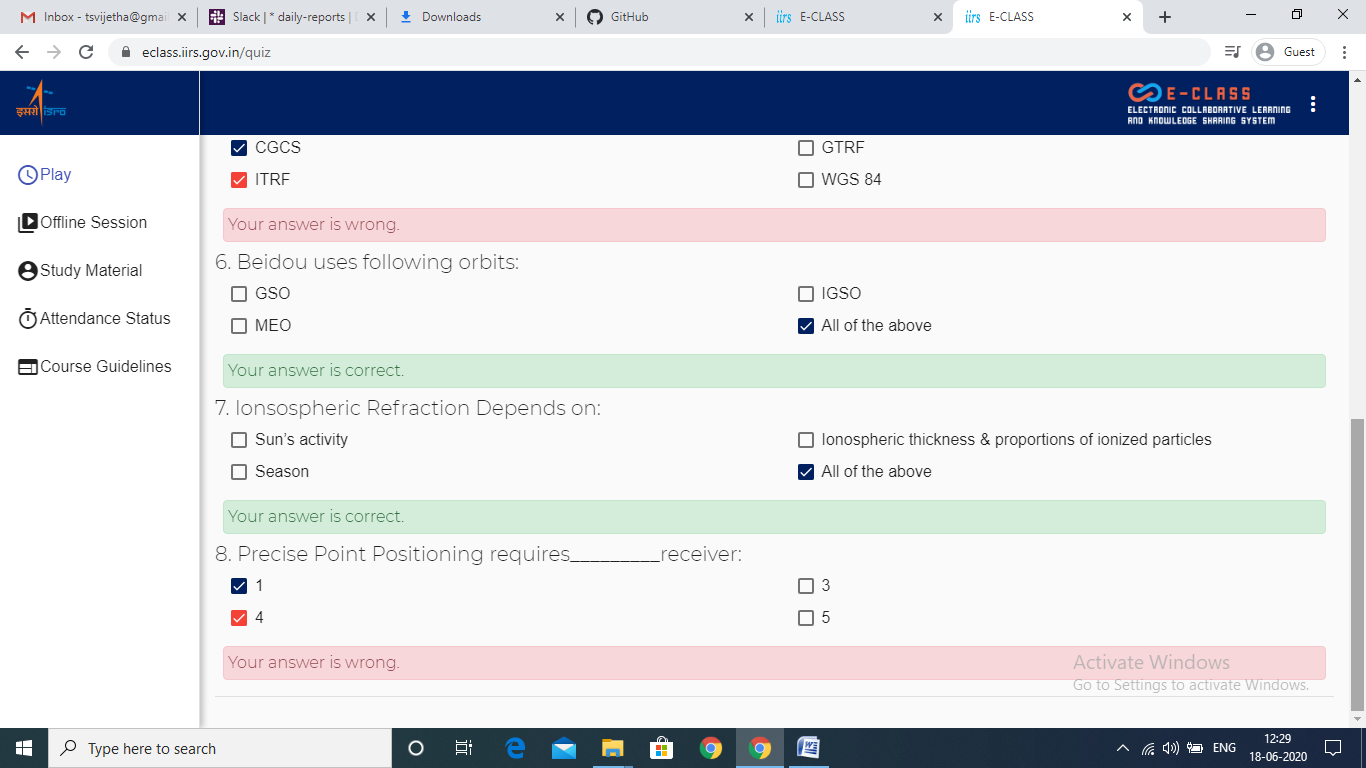 Inbox - tsvijetha@gmai
Slack | * daily-reports |
Downloads
GitHub
iirs E-CLASS
iirs E-CLASS
eclass.iirs.gov.in/quiz
Guest
इसरो isro
E-CLASS
ELECTRONIC COLLABORATIVE LEARNING
AND KNOWLEDGE SHARING SYSTEM
Play
Offline Session
Study Material
Attendance Status
Course Guidelines
CGCS
GTRF
ITRF
WGS 84
Your answer is wrong.
6. Beidou uses following orbits:
GSO
IGSO
MEO
All of the above
Your answer is correct.
7. Ionsospheric Refraction Depends on:
Sun's activity
Ionospheric thickness & proportions of ionized particles
Season
All of the above
Your answer is correct.
8. Precise Point Positioning requires_________receiver:
1
3
4
5
Your answer is wrong.
Activate Windows
Go to Settings to activate Windows.
Type here to search
ENG
12:29
18-06-2020